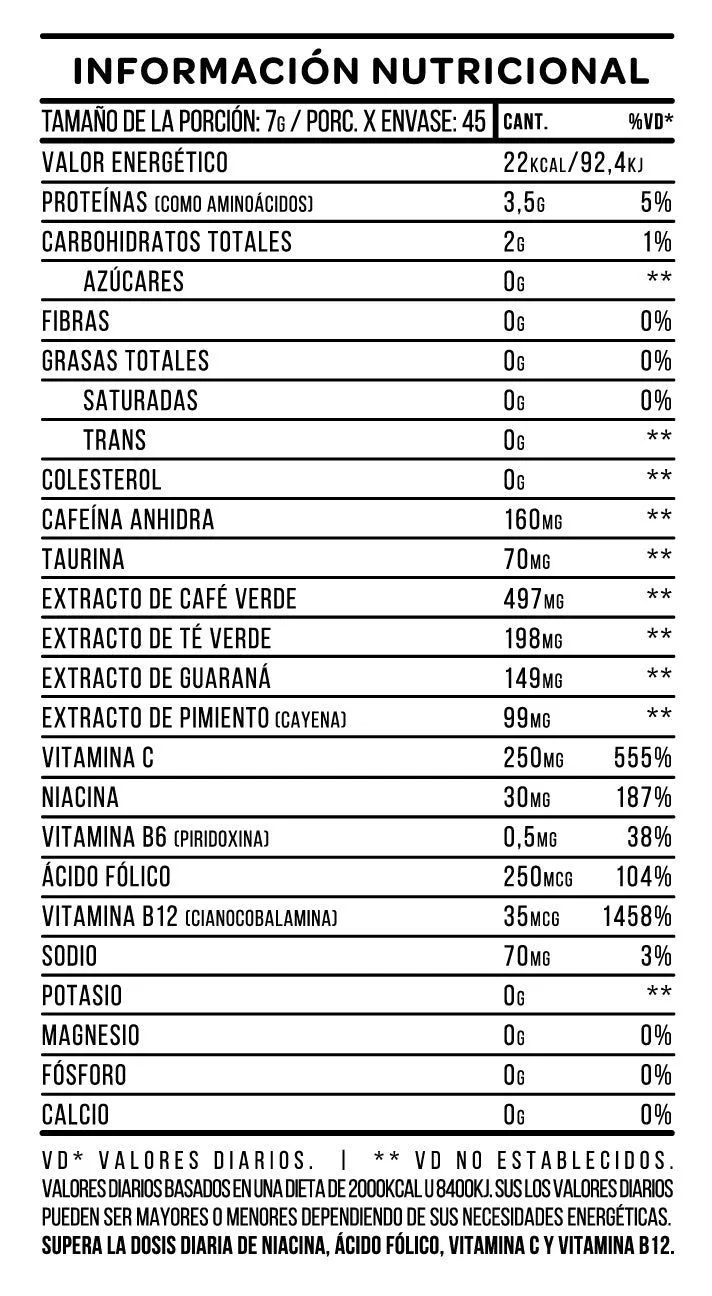 INFORMACIÓN NUTRICIONAL
TAMAÑO DE LA PORCIÓN: 7G / PORC. X ENVASE: 45 CANT. %VD*
VALOR ENERGÉTICO 22KCAL/92,4KJ
PROTEÍNAS (COMO AMINOÁCIDOS) 3,5G 5%
CARBOHIDRATOS TOTALES 2G 1%
AZÚCARES 0G **
FIBRAS 0G 0%
GRASAS TOTALES 0G 0%
SATURADAS 0G 0%
TRANS 0G **
COLESTEROL 0G **
CAFEÍNA ANHIDRA 160MG **
TAURINA 70MG **
EXTRACTO DE CAFÉ VERDE 497MG **
EXTRACTO DE TÉ VERDE 198MG **
EXTRACTO DE GUARANÁ 149MG **
EXTRACTO DE PIMIENTO (CAYENA) 99MG **
VITAMINA C 250MG 555%
NIACINA 30MG 187%
VITAMINA B6 (PIRIDOXINA) 0,5MG 38%
ÁCIDO FÓLICO 250MCG 104%
VITAMINA B12 (CIANOCOBALAMINA) 35MCG 1458%
SODIO 70MG 3%
POTASIO 0G **
MAGNESIO 0G 0%
FÓSFORO 0G 0%
CALCIO 0G 0%
VD* VALORES DIARIOS. | ** VD NO ESTABLECIDOS.
VALORES DIARIOS BASADOS EN UNA DIETA DE 2000KCAL U 8400KJ. SUS LOS VALORES DIARIOS
PUEDEN SER MAYORES O MENORES DEPENDIENDO DE SUS NECESIDADES ENERGÉTICAS.
SUPERA LA DOSIS DIARIA DE NIACINA, ÁCIDO FÓLICO, VITAMINA C Y VITAMINA B12.